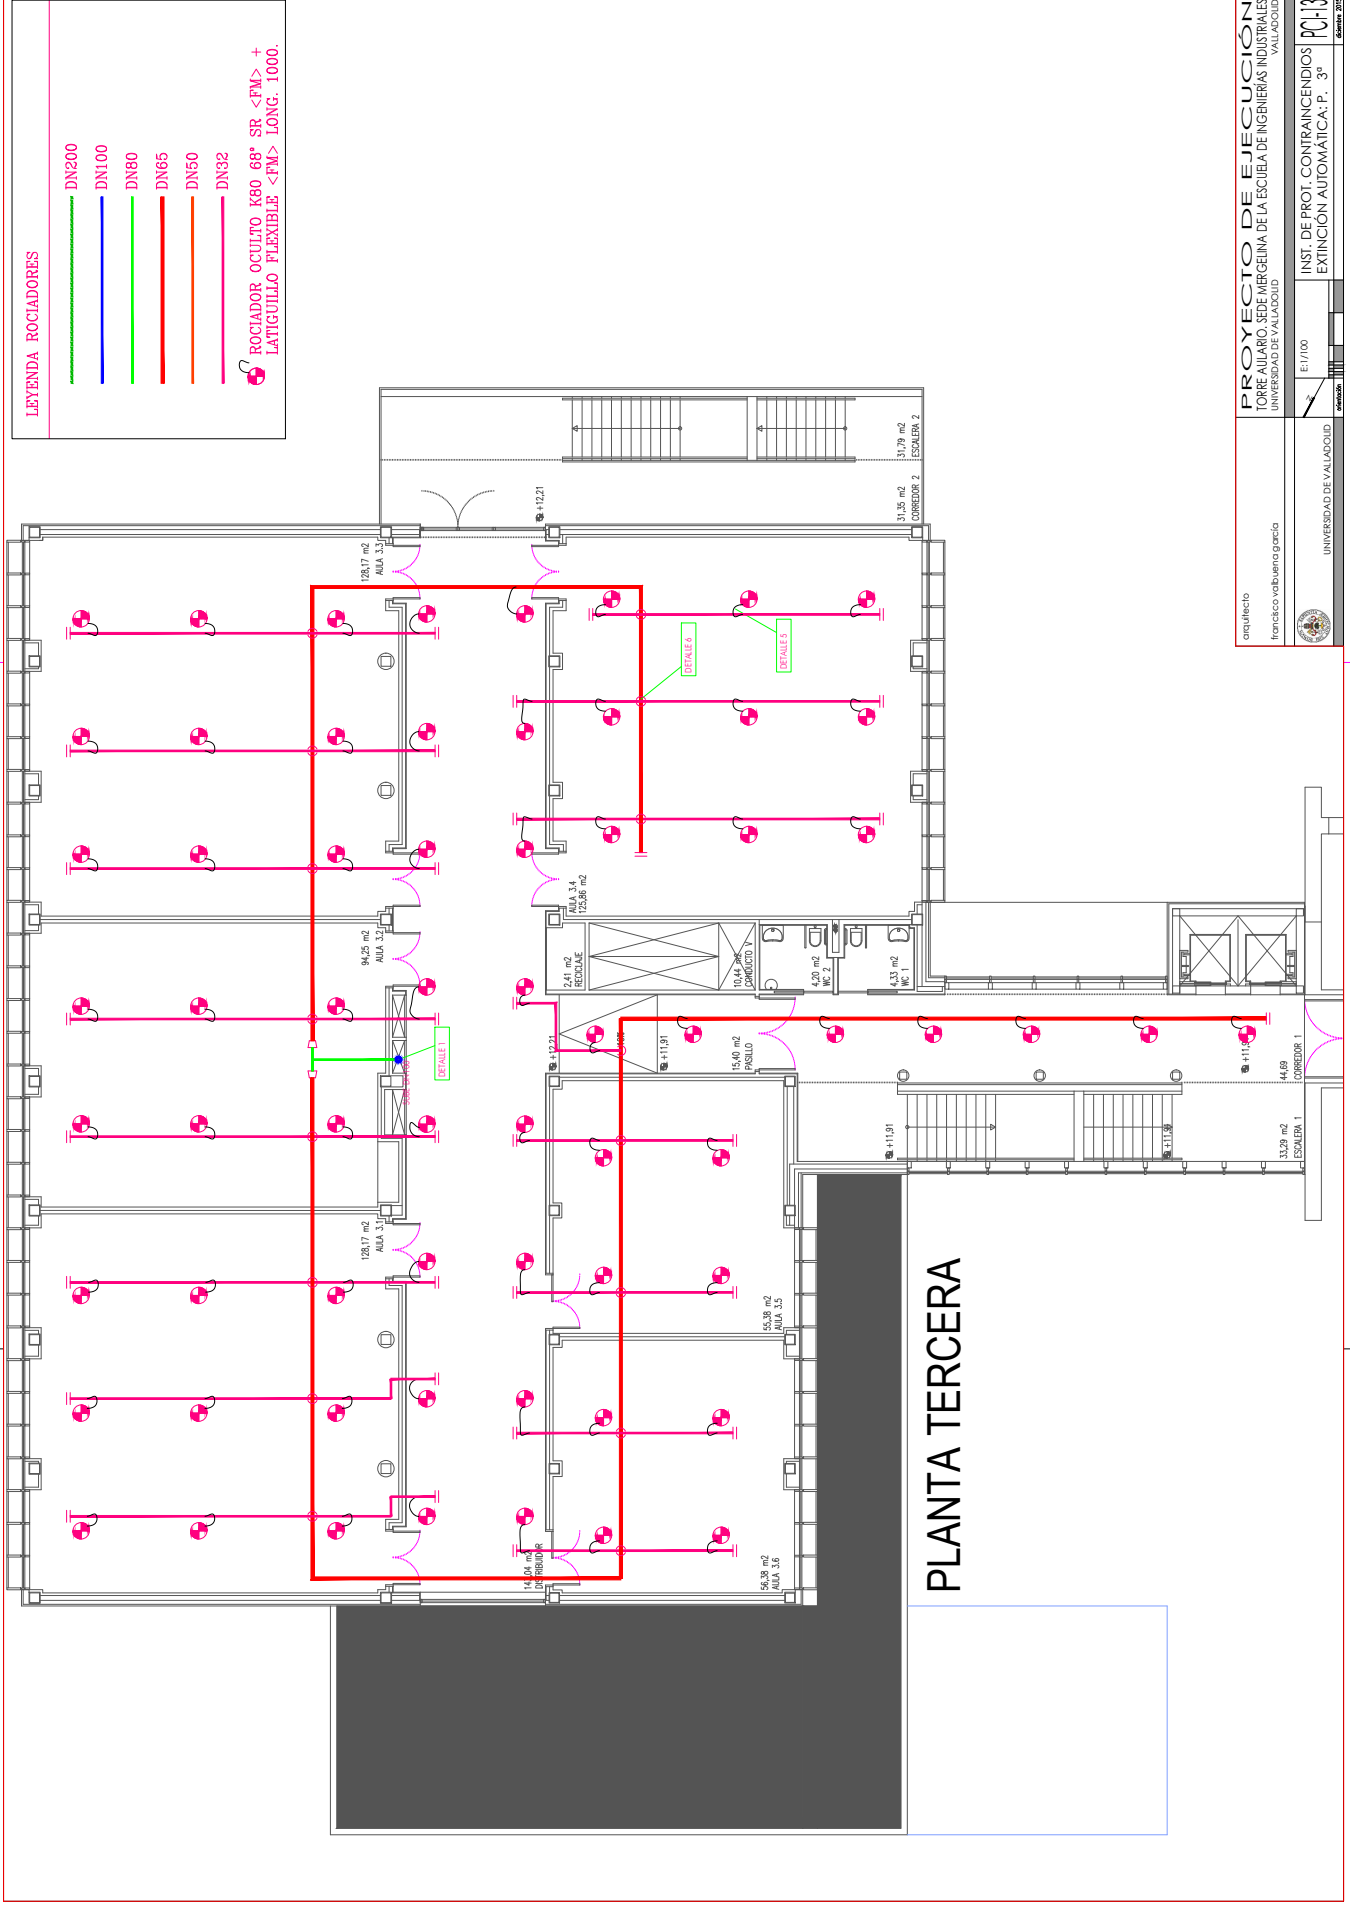 LEYENDA ROCIADORES
DN200
DN100
DN80
DN65
DN50
DN32
ROCIADOR OCULTO K80 68° SR <FM> +
LATIGUILLO FLEXIBLE <FM> LONG. 1000.
PROYECTO DE EJECUCIÓN
TORRE AULARIO. SEDE MERGELINA DE LA ESCUELA DE INGENIERÍAS INDUSTRIALES
UNIVERSIDAD DE VALLADOLID
VALLADOLID
INST. DE PROT. CONTRAINCENDIOS
EXTINCIÓN AUTOMÁTICA: P. 3ª
PCI-13
diciembre 2015
E:1/100
orientación
N
arquitecto
francisco valbuena garcía
UNIVERSIDAD DE VALLADOLID
128,17 m2
AULA 3.3
+12,21
31,79 m2
ESCALERA 2
31,35 m2
CORREDOR 2
DETALLE 6
DETALLE 5
AULA 3.4
125,86 m2
94,25 m2
AULA 3.2
2,41 m2
RECICLAJE
10,44 m2
CONDUCTO V
4,20 m2
WC 2
4,33 m2
WC 1
DETALLE 1
+12,21
+11,91
15,40 m2
PASILLO
44,69
CORREDOR 1
+11,91
33,29 m2
ESCALERA 1
128,17 m2
AULA 3.1
55,38 m2
AULA 3.5
DISTRIBUIDOR
56,38 m2
AULA 3.6
PLANTA TERCERA